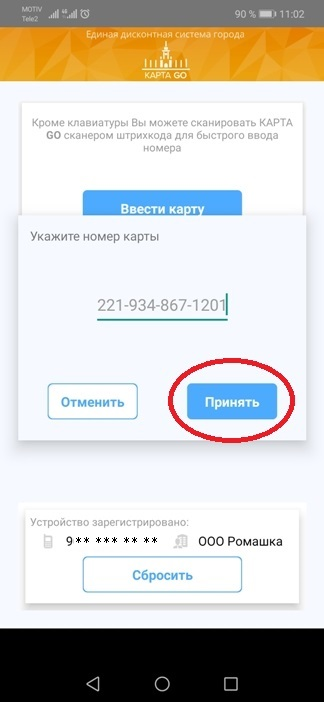 MOTIV
Tele2
46
90 %
11:02
Единая дисконтная система города
КАРТА GO
Кроме клавиатуры Вы можете сканировать КАРТА
GO сканером штрихкода для быстрого ввода
номера
Ввести карту
Укажите номер карты
221-934-867-1201
Отменить
Принять
Устройство зарегистрировано:
9** *** ** **
ООО Ромашка
Сбросить